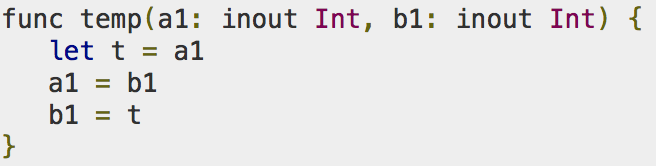 func temp(a1: inout Int, b1: inout Int) {
   let t = a1
   a1 = b1
   b1 = t
}